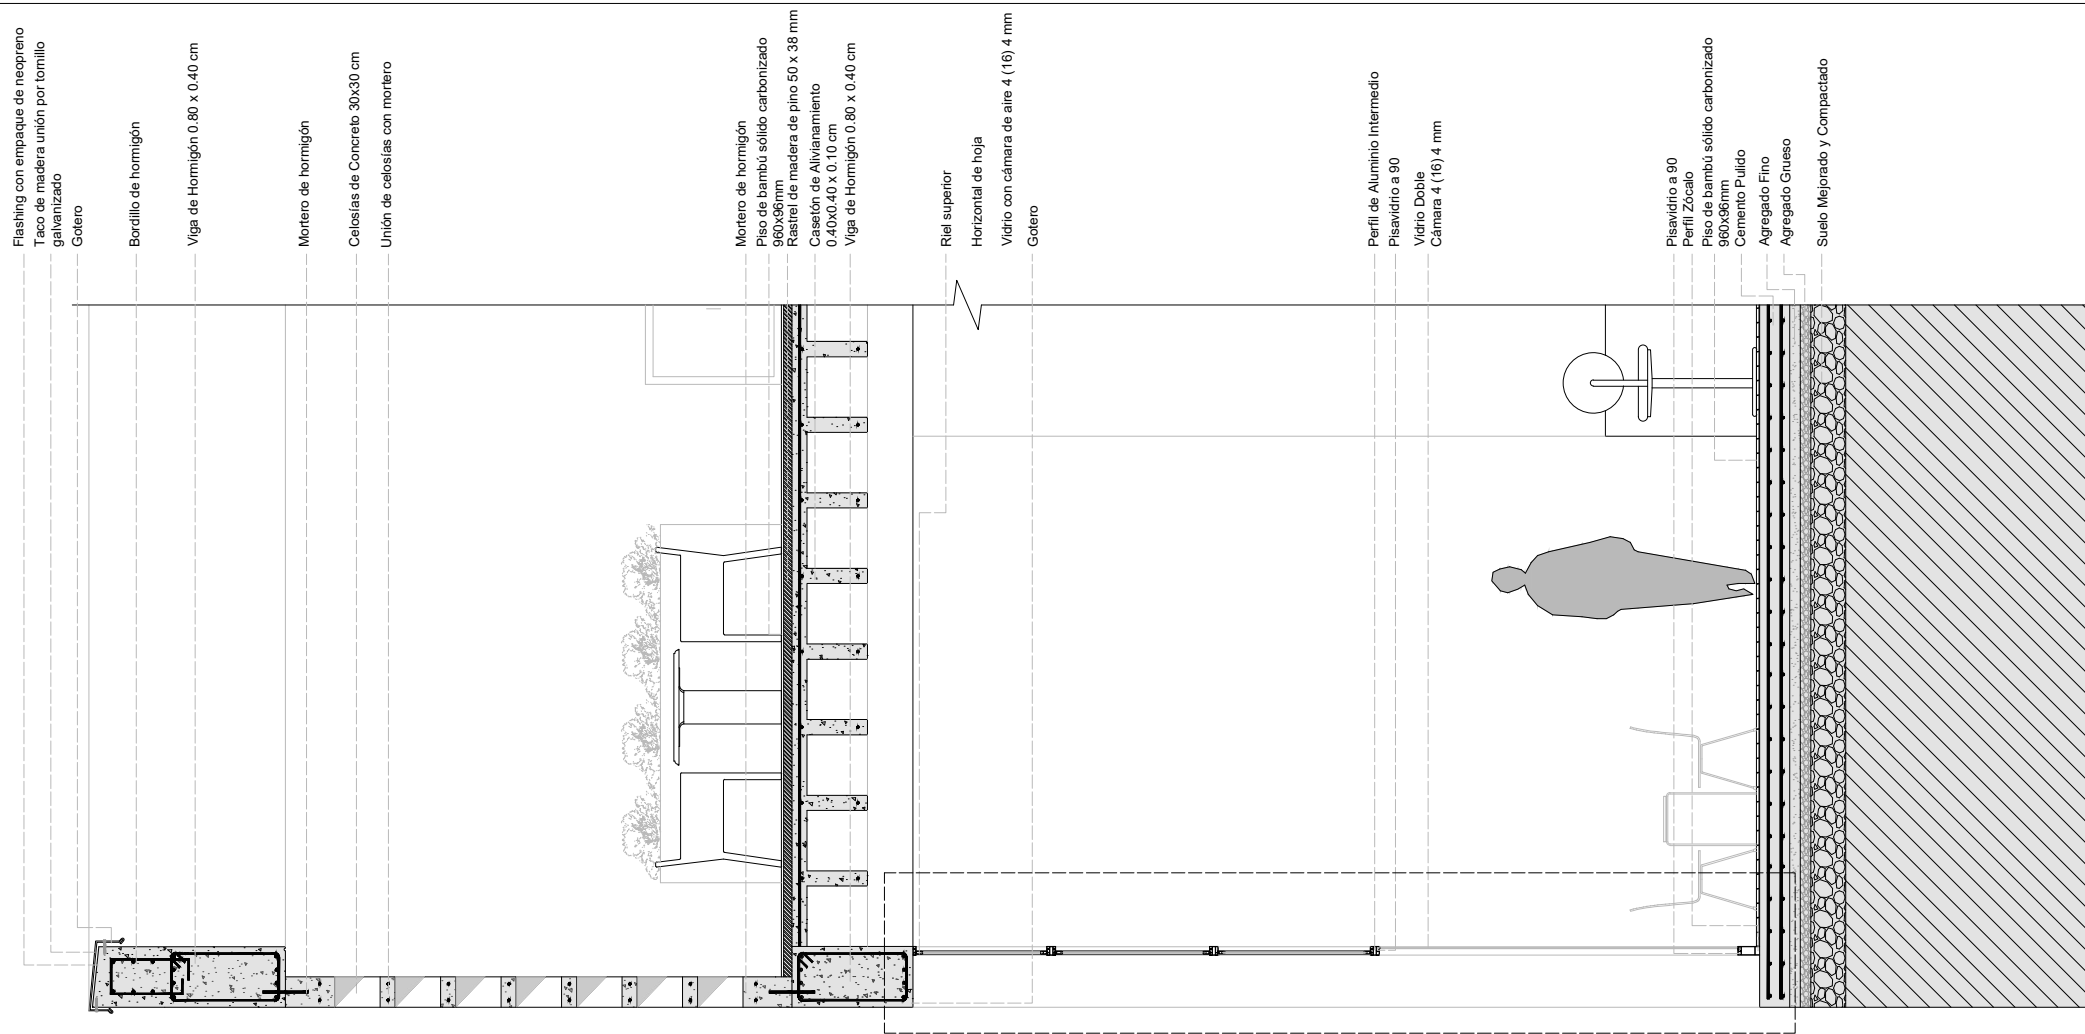 Flashing con empaque de neopreno
Taco de madera unión por tornillo
galvanizado
Gotero
Bordillo de hormigón
Viga de Hormigón 0.80 x 0.40 cm
Mortero de hormigón
Celosías de Concreto 30x30 cm
Unión de celosías con mortero
Mortero de hormigón
Piso de bambú sólido carbonizado
960x96mm
Rastrel de madera de pino 50 x 38 mm
Casetón de Alivianamiento
0.40x0.40 x 0.10 cm
Viga de Hormigón 0.80 x 0.40 cm
Riel superior
Horizontal de hoja
Vidrio con cámara de aire 4 (16) 4 mm
Gotero
Perfil de Aluminio Intermedio
Pisavidrio a 90
Vidrio Doble
Cámara 4 (16) 4 mm
Pisavidrio a 90
Perfil Zócalo
Piso de bambú sólido carbonizado
960x96mm
Cemento Pulido
Agregado Fino
Agregado Grueso
Suelo Mejorado y Compactado